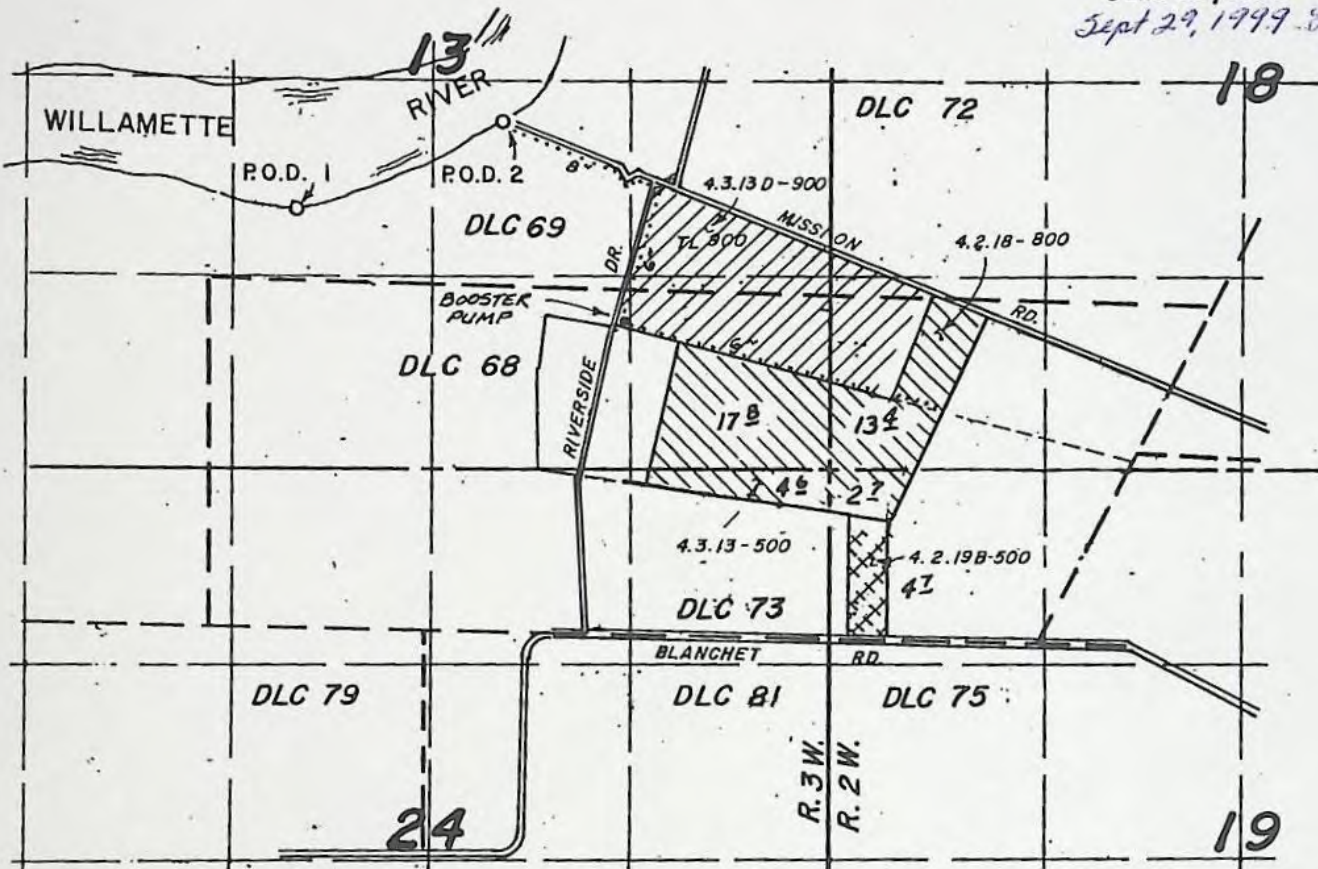 Sept 29, 1999
13
18
RIVER
DLC 72
WILLAMETTE
P.O.D. 1
P.O.D. 2
8"
4.3.13 D-900
DLC 69
MISSION
4.2.18-800
TL 900
DR.
6"
BOOSTER
PUMP
RD.
DLC 68
6"
RIVERSIDE
17 8
13 4
4 6
2 7
4.3.13-500
4.2.19B-500
4 7
DLC 73
BLANCHET RD.
DLC 79
DLC 81
DLC 75
R. 3 W.
R. 2 W.
24
19